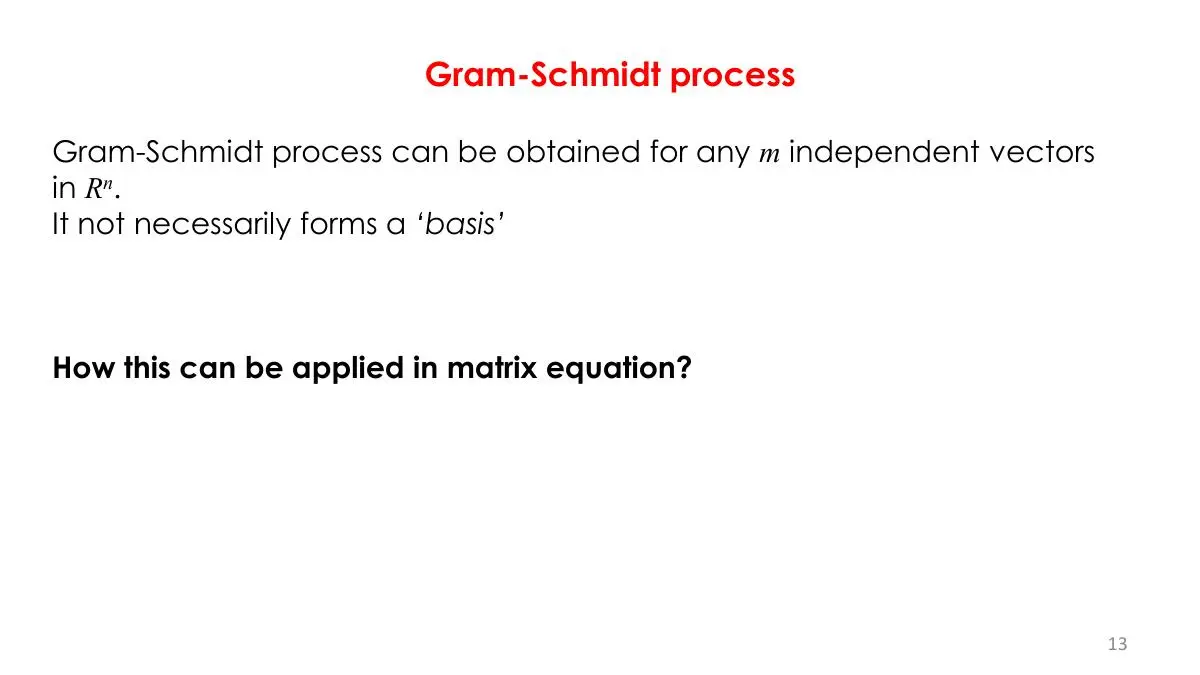 Gram-Schmidt process
Gram-Schmidt process can be obtained for any m independent vectors
in Rⁿ.
It not necessarily forms a ‘basis’
How this can be applied in matrix equation?
13